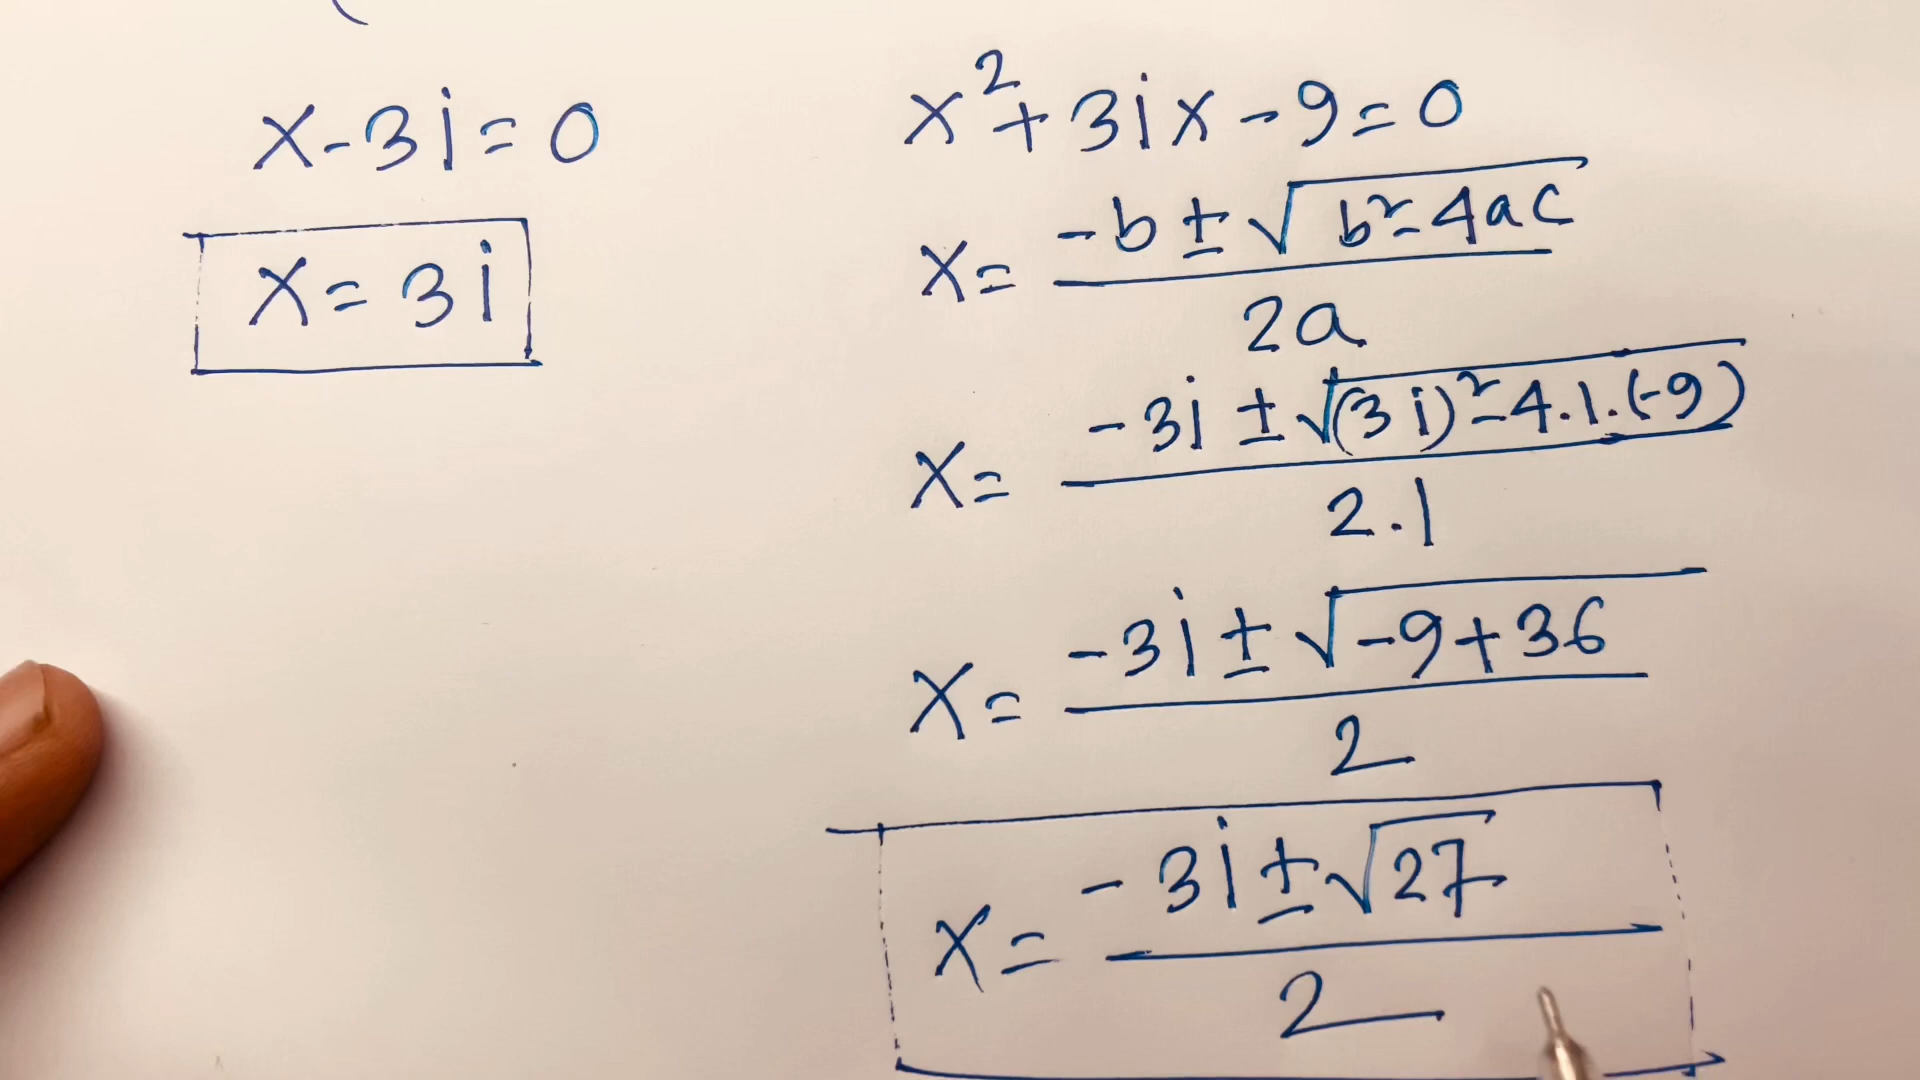 x-3i=0
x=3i
x²+3ix-9=0
x= -b±√b²-4ac
2a
x= -3i±√(3i)²-4.1.(-9)
2.1
x= -3i±√-9+36
2
x= -3i±√27
2